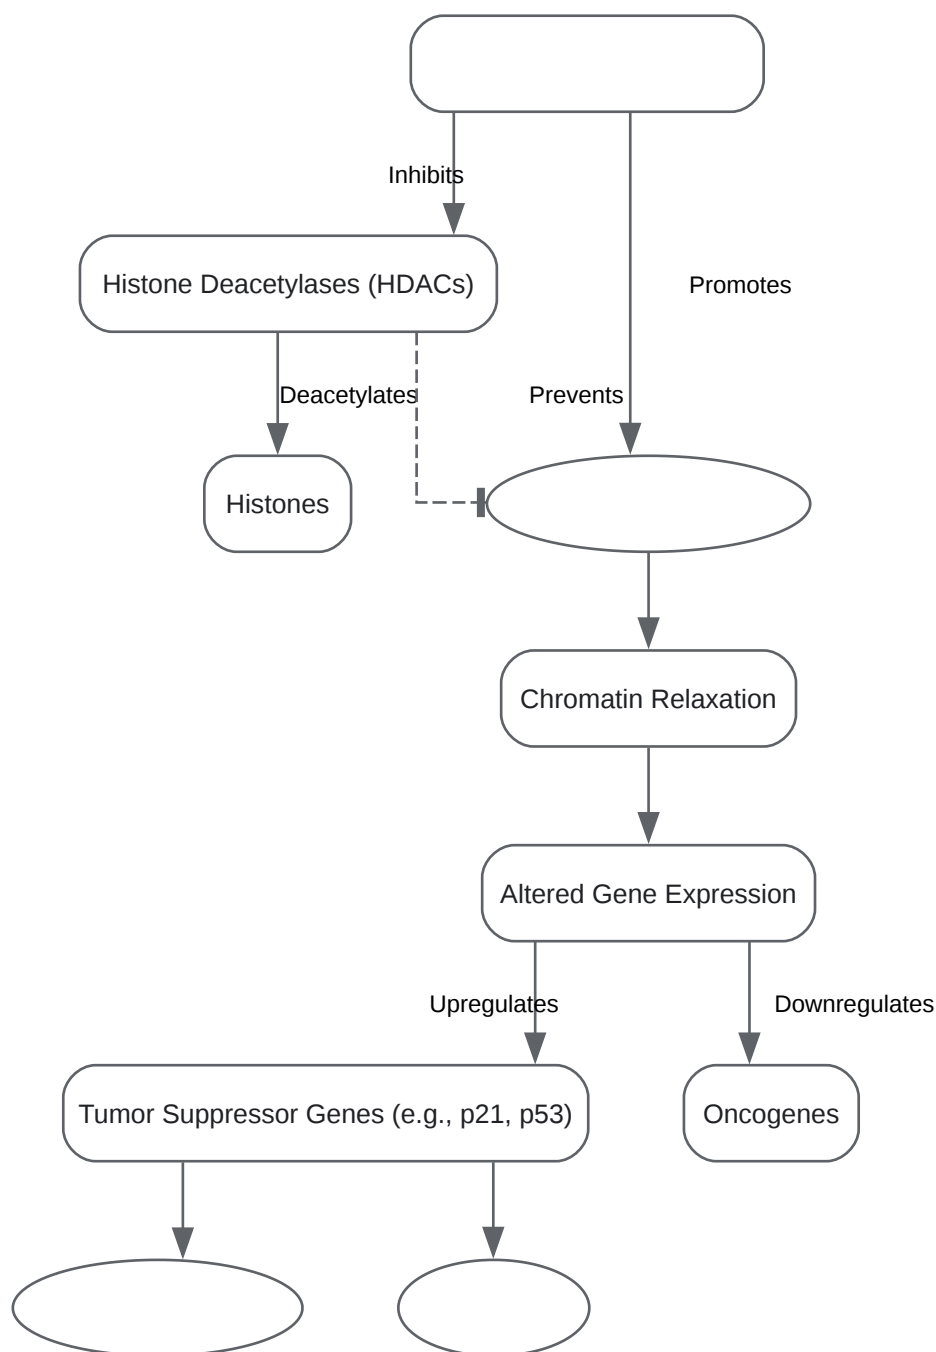 Inhibits
Histone Deacetylases (HDACs)
Promotes
Deacetylates
Prevents
Histones
Chromatin Relaxation
Altered Gene Expression
Upregulates
Downregulates
Tumor Suppressor Genes (e.g., p21, p53)
Oncogenes